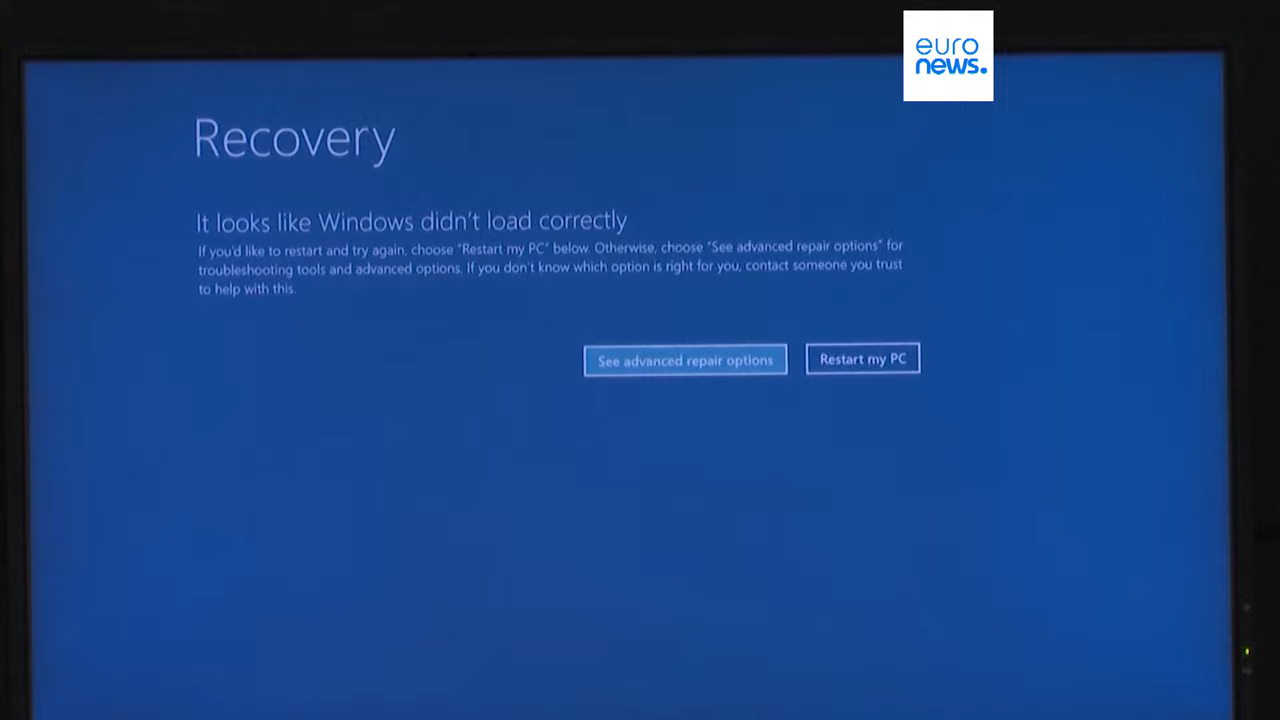 euro
news.
Recovery
It looks like Windows didn't load correctly
If you'd like to restart and try again, choose "Restart my PC" below. Otherwise, choose "See advanced repair options" for
troubleshooting tools and advanced options. If you don't know which option is right for you, contact someone you trust
to help with this.
See advanced repair options
Restart my PC